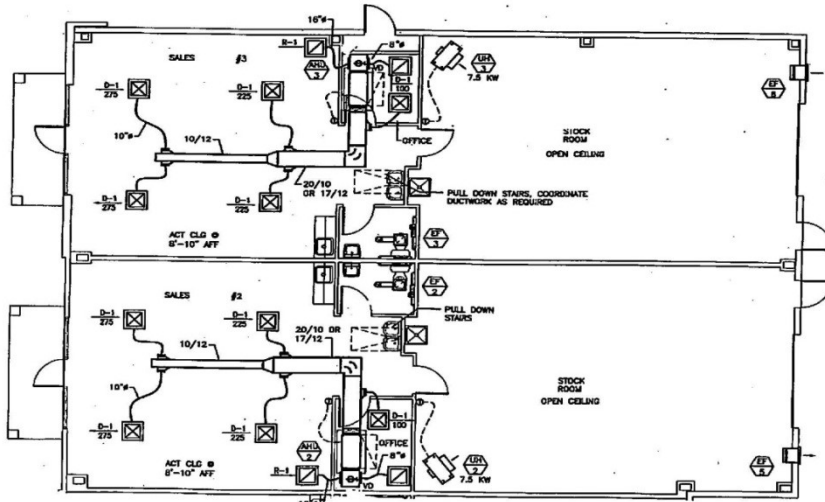 16"ø
8"ø
R-1
SALES
#3
AHU
3
VD
D-1
100
UH
3
7.5 KW
EF
5
D-1
275
D-1
225
10"ø
10/12
OFFICE
STOCK
ROOM
OPEN CEILING
20/10
OR 17/12
D-1
275
D-1
225
PULL DOWN STAIRS, COORDINATE
DUCTWORK AS REQUIRED
ACT CLG @
8'-10" AFF
EF
3
EF
2
SALES
#2
D-1
275
D-1
225
PULL DOWN
STAIRS
20/10 OR
17/12
10/12
10"ø
STOCK
ROOM
OPEN CEILING
D-1
275
D-1
225
D-1
100
ACT CLG @
8'-10" AFF
AHU
2
OFFICE
R-1
8"ø
VD
UH
2
7.5 KW
EF
5